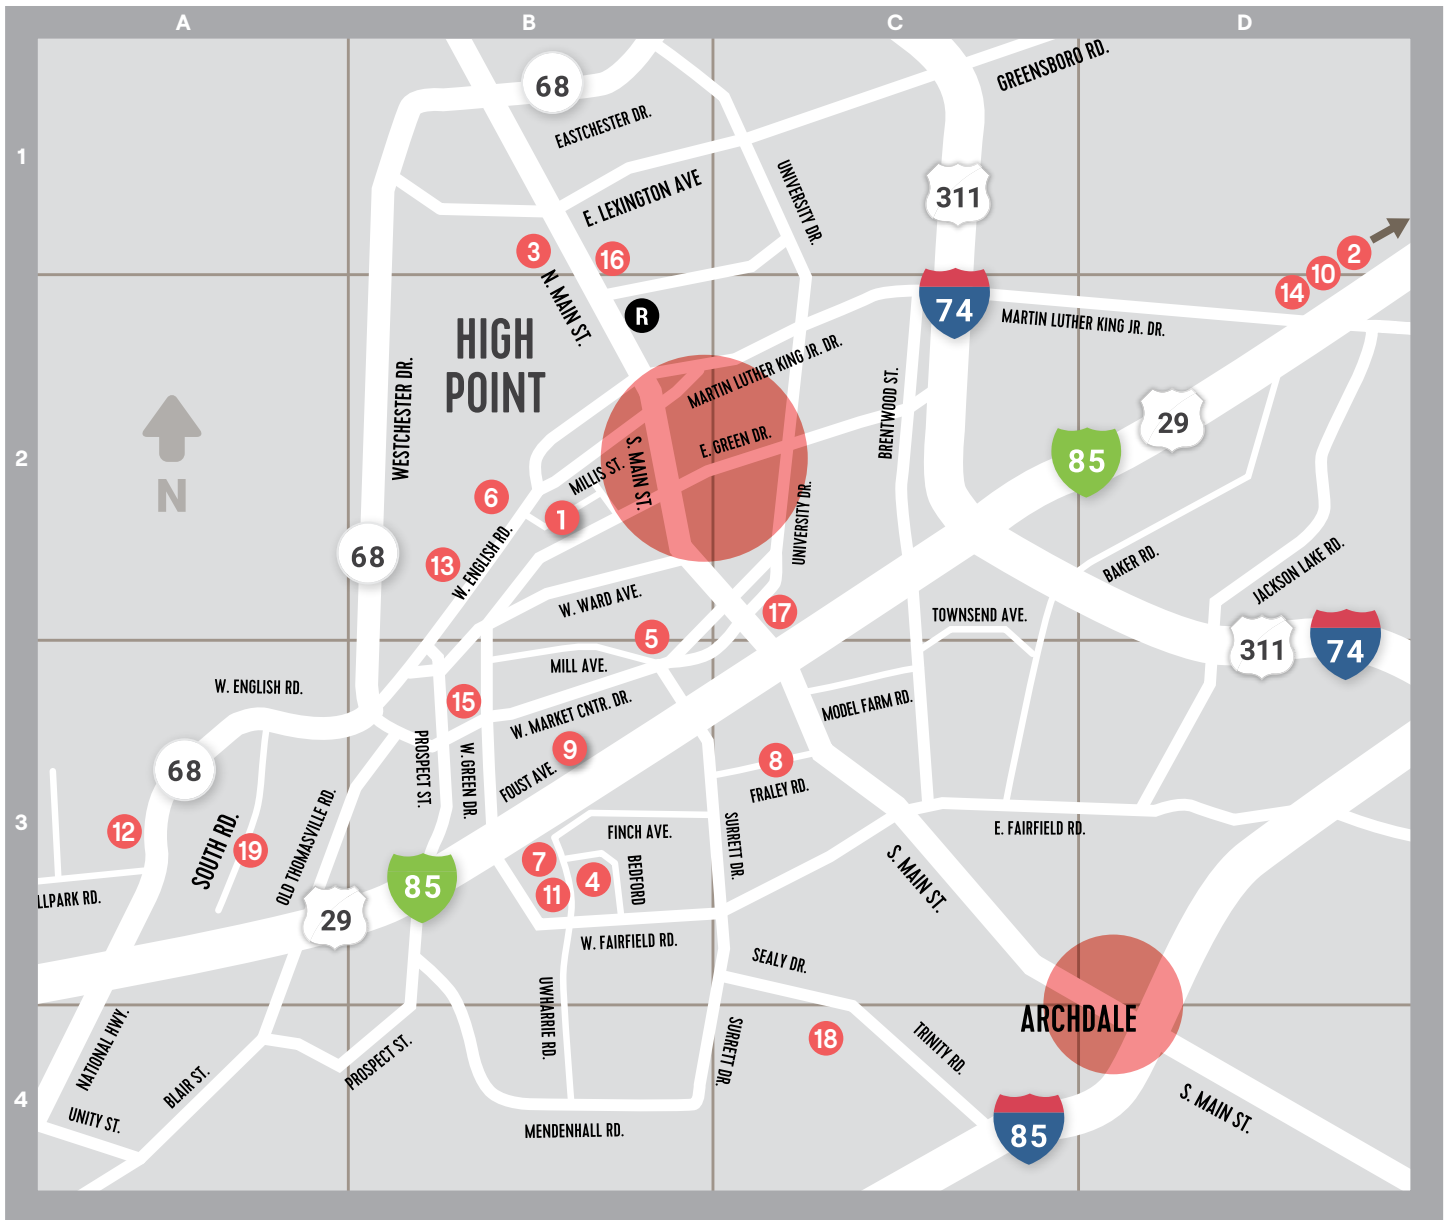 A
B
C
D
1
68
GREENSBORO RD.
EASTCHESTER DR.
UNIVERSITY DR.
E. LEXINGTON AVE
311
3
16
2
10
14
N. MAIN ST.
R
74
MARTIN LUTHER KING JR. DR.
HIGH
POINT
WESTCHESTER DR.
MARTIN LUTHER KING JR. DR.
BRENTWOOD ST.
29
2
N
S. MAIN ST.
E. GREEN DR.
MILLIS ST.
85
6
1
UNIVERSITY DR.
68
13
W. ENGLISH RD.
BAKER RD.
JACKSON LAKE RD.
W. WARD AVE.
17
TOWNSEND AVE.
5
311
74
MILL AVE.
W. ENGLISH RD.
15
W. MARKET CNTR. DR.
MODEL FARM RD.
PROSPECT ST.
W. GREEN DR.
9
FOUST AVE.
8
FRALEY RD.
68
3
12
SOUTH RD.
19
OLD THOMASVILLE RD.
FINCH AVE.
SURRETT DR.
E. FAIRFIELD RD.
7
4
11
BEDFORD
85
S. MAIN ST.
LLPARK RD.
29
W. FAIRFIELD RD.
SEALY DR.
UWHARRIE RD.
ARCHDALE
NATIONAL HWY.
PROSPECT ST.
SURRETT DR.
18
TRINITY RD.
4
BLAIR ST.
UNITY ST.
S. MAIN ST.
85
MENDENHALL RD.